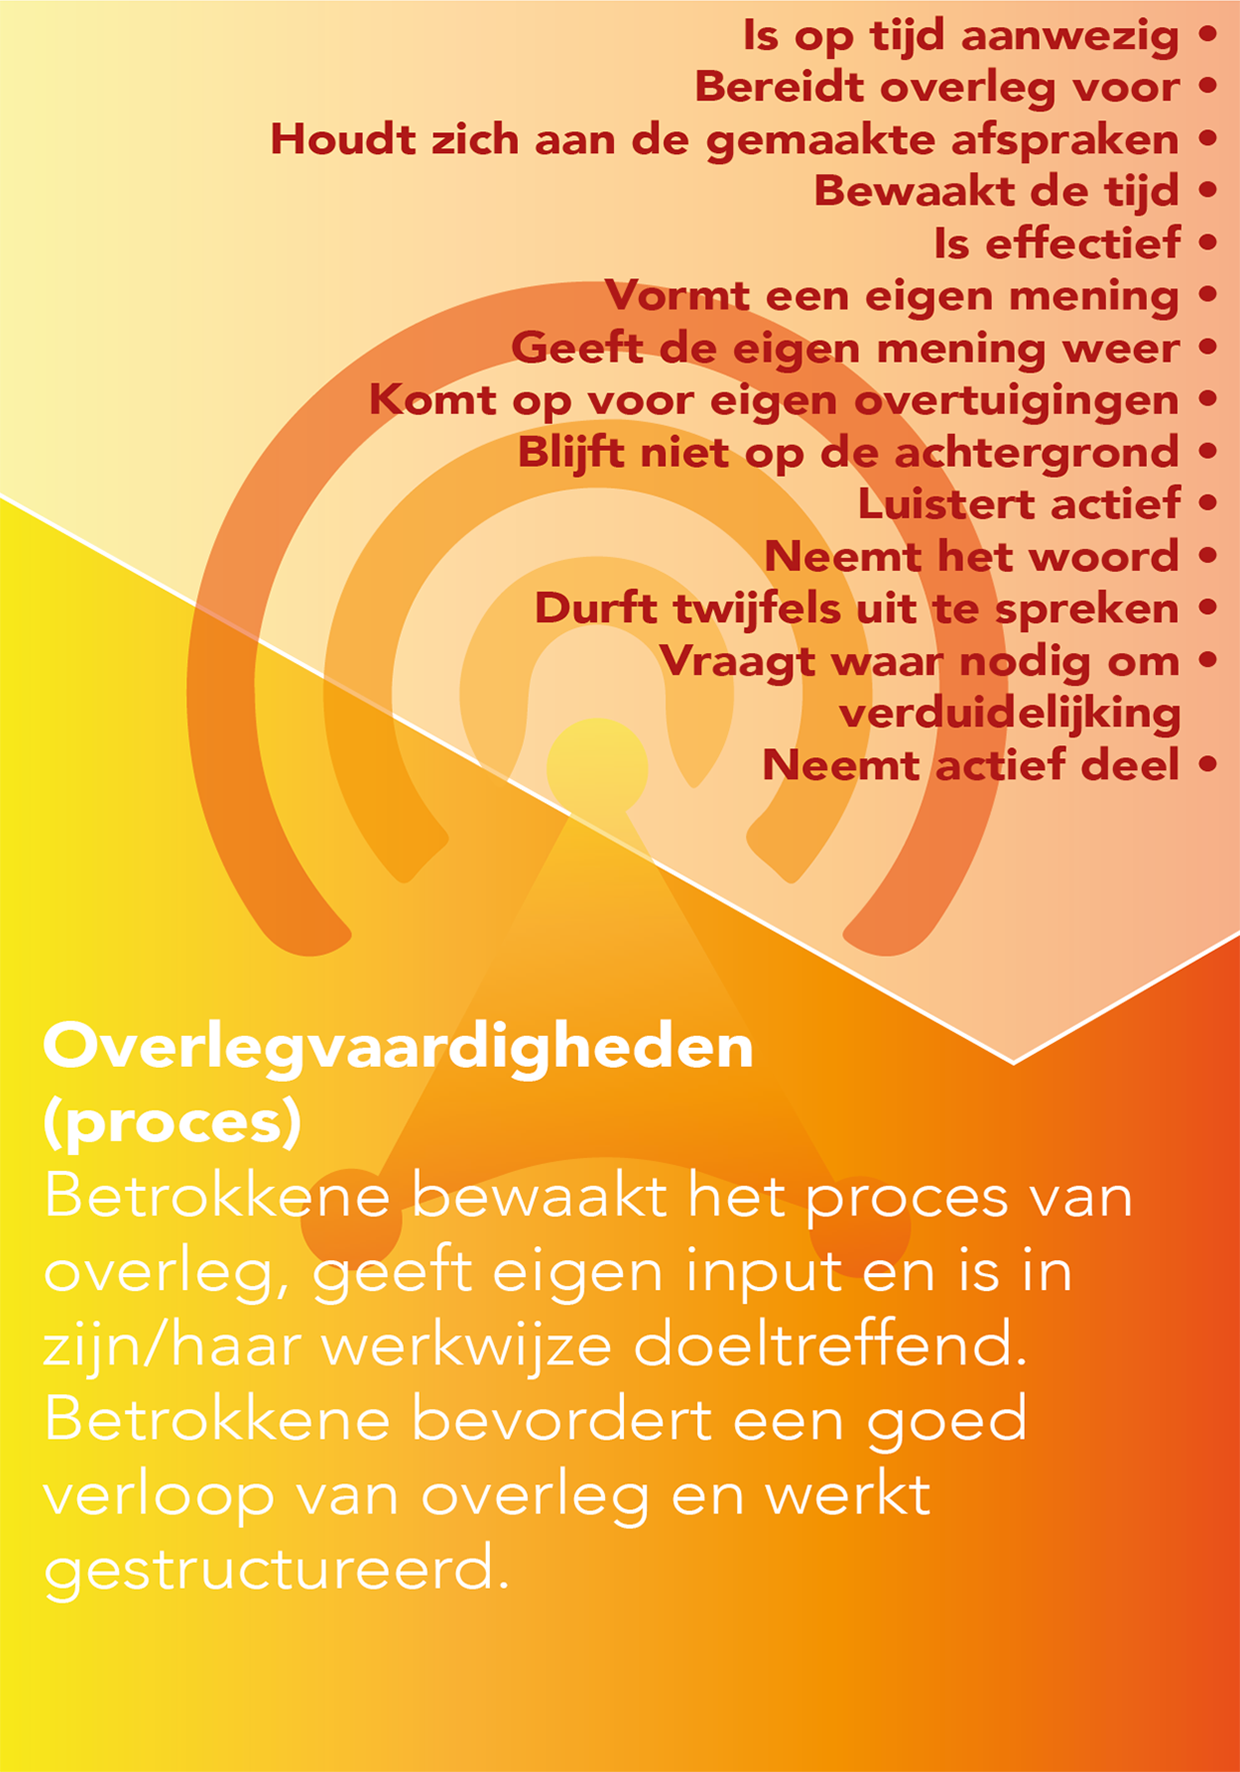 Is op tijd aanwezig •
Bereidt overleg voor •
Houdt zich aan de gemaakte afspraken •
Bewaakt de tijd •
Is effectief •
Vormt een eigen mening •
Geeft de eigen mening weer •
Komt op voor eigen overtuigingen •
Blijft niet op de achtergrond •
Luistert actief •
Neemt het woord •
Durft twijfels uit te spreken •
Vraagt waar nodig om •
verduidelijking
Neemt actief deel •
Overlegvaardigheden
(proces)
Betrokkene bewaakt het proces van
overleg, geeft eigen input en is in
zijn/haar werkwijze doeltreffend.
Betrokkene bevordert een goed
verloop van overleg en werkt
gestructureerd.